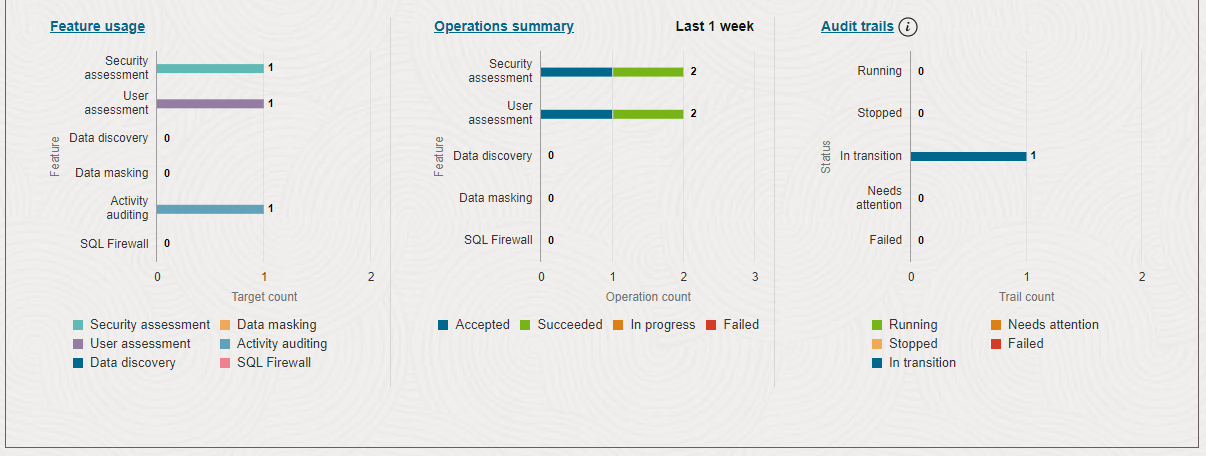 Feature usage
Security
assessment
1
User
assessment
1
Data discovery
0
Data masking
0
Activity
auditing
1
SQL Firewall
0
Feature
0
1
2
Target count
Security assessment
Data masking
User assessment
Activity auditing
Data discovery
SQL Firewall
Operations summary
Last 1 week
Security
assessment
2
User
assessment
2
Data discovery
0
Data masking
0
SQL Firewall
0
Feature
0
1
2
3
Operation count
Accepted
Succeeded
In progress
Failed
Audit trails
i
Running
0
Stopped
0
In transition
1
Needs
attention
0
Failed
0
Status
0
1
2
Trail count
Running
Needs attention
Stopped
Failed
In transition